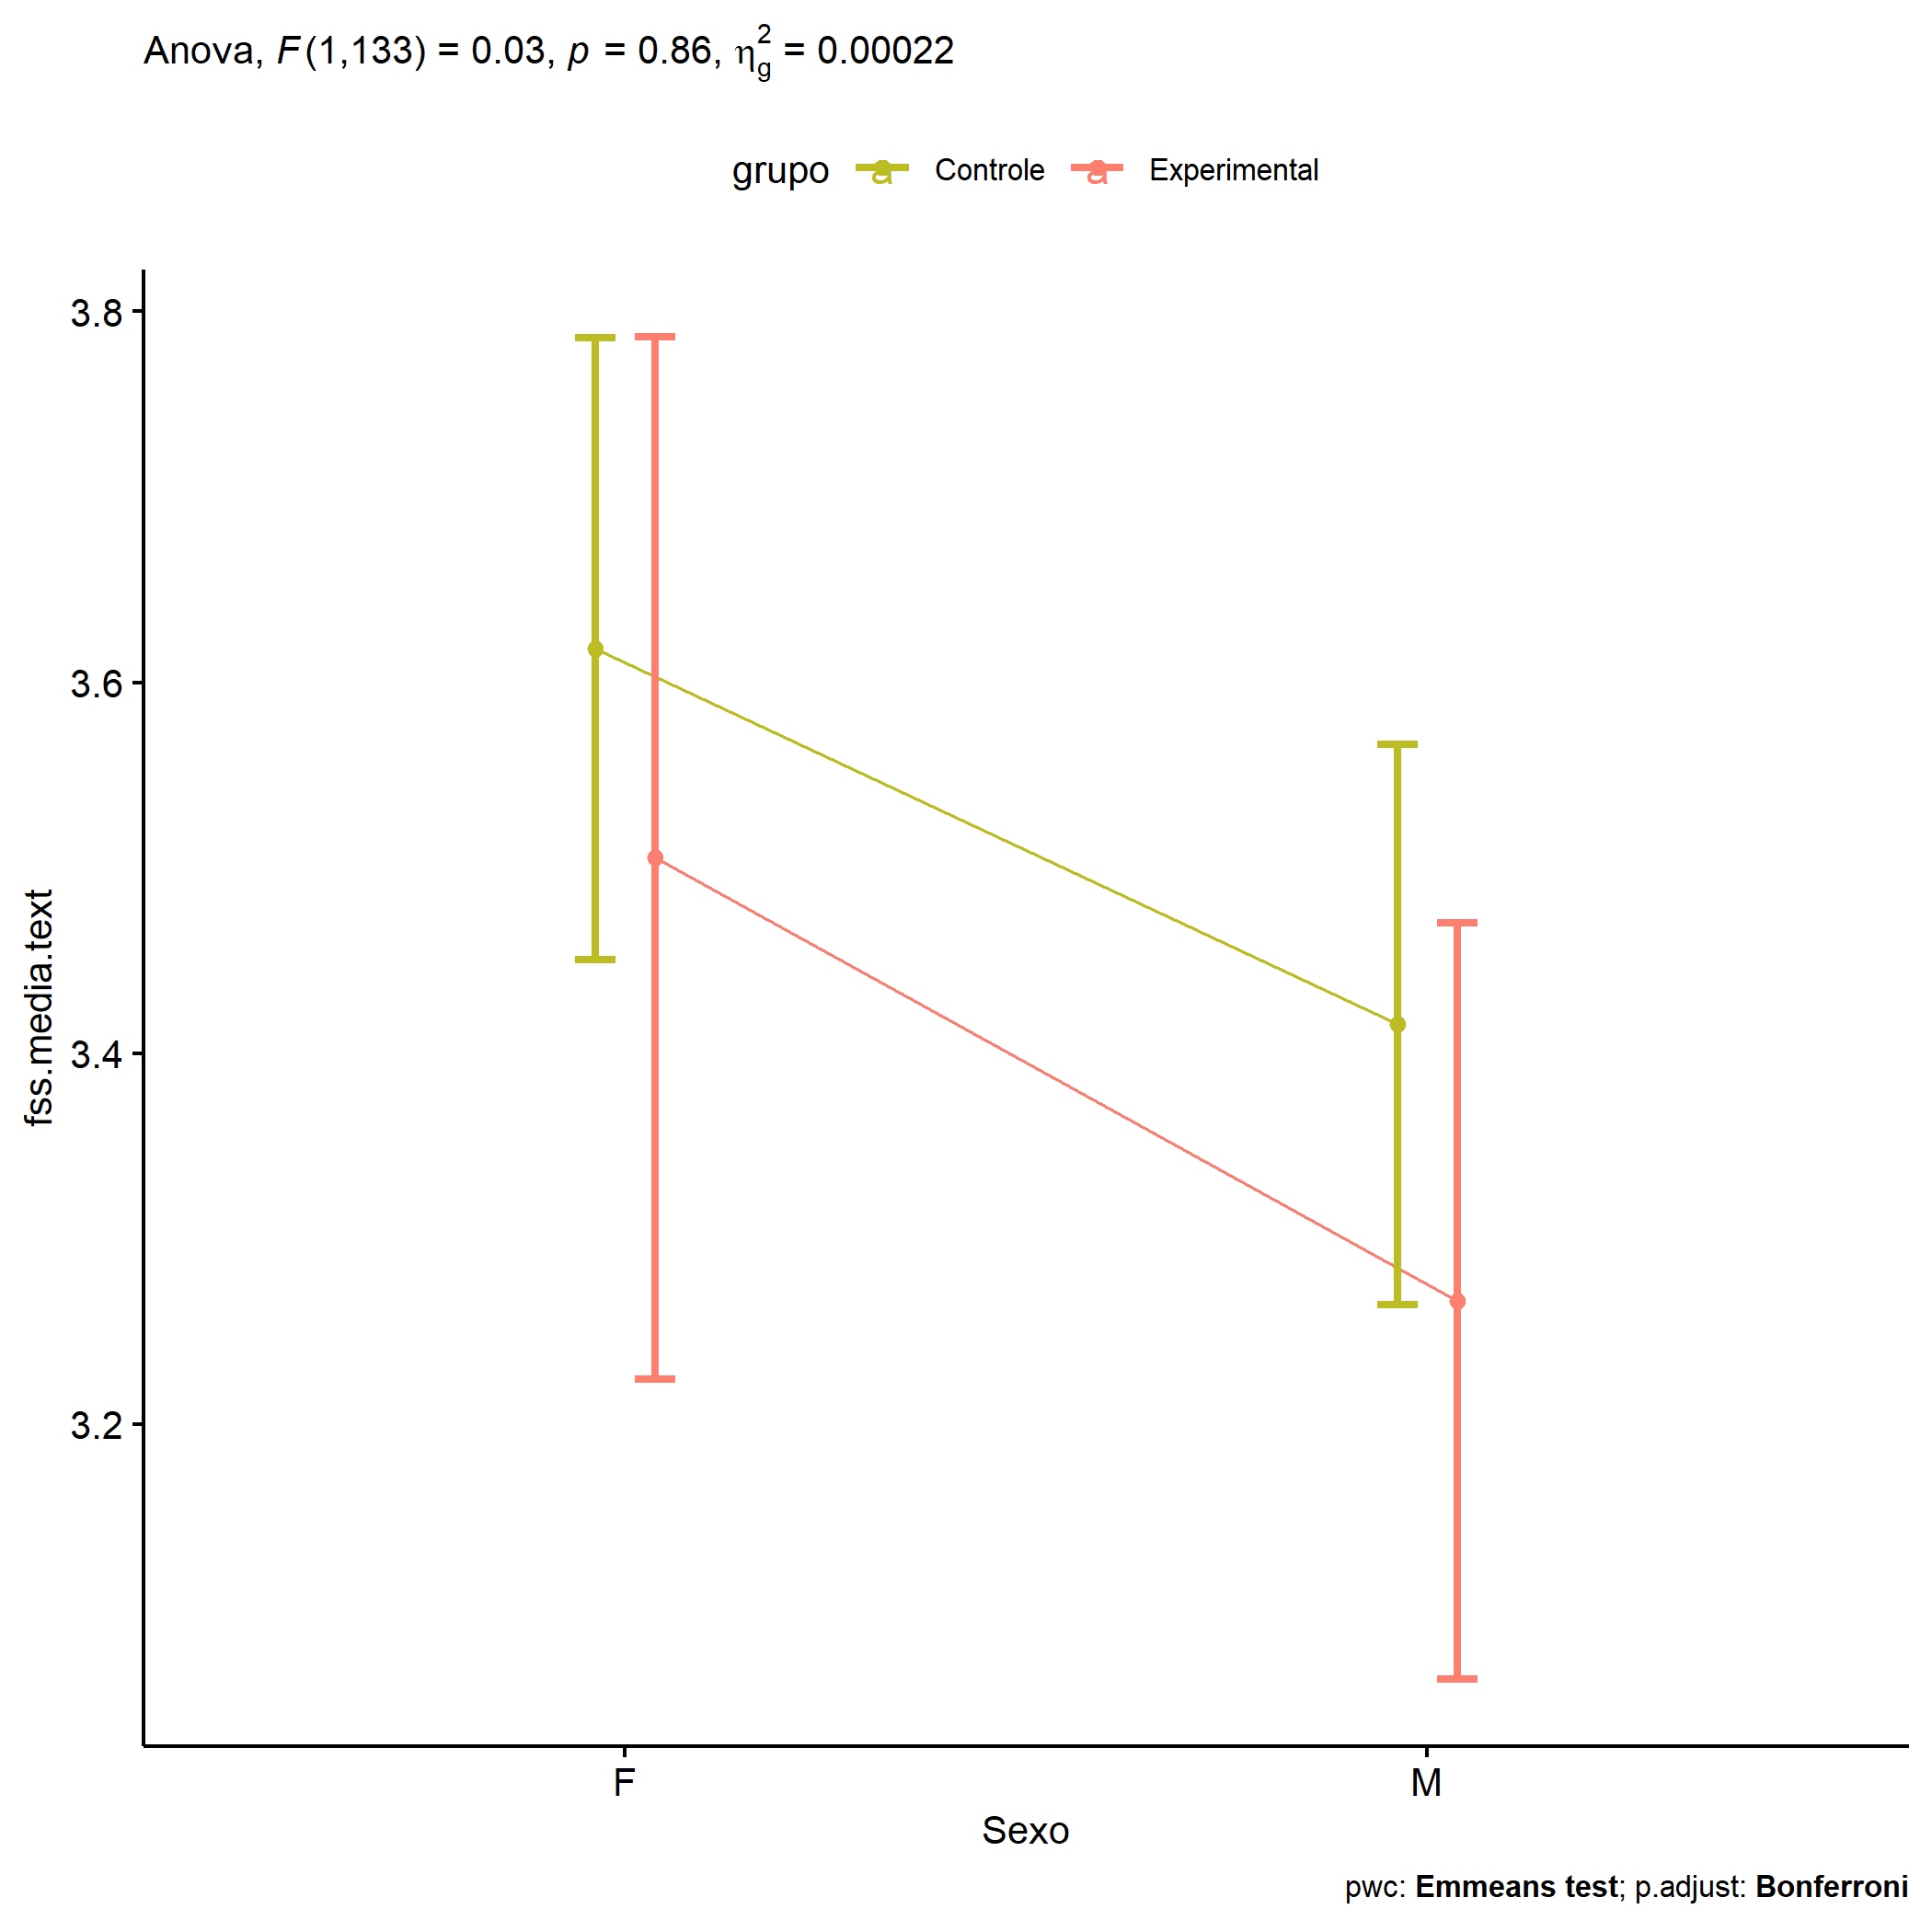 Anova, F(1,133) = 0.03, p = 0.86, η²g = 0.00022
grupo a Controle a Experimental
3.8
3.6
3.4
3.2
fss.media.text
F M
Sexo
pwc: Emmeans test; p.adjust: Bonferroni